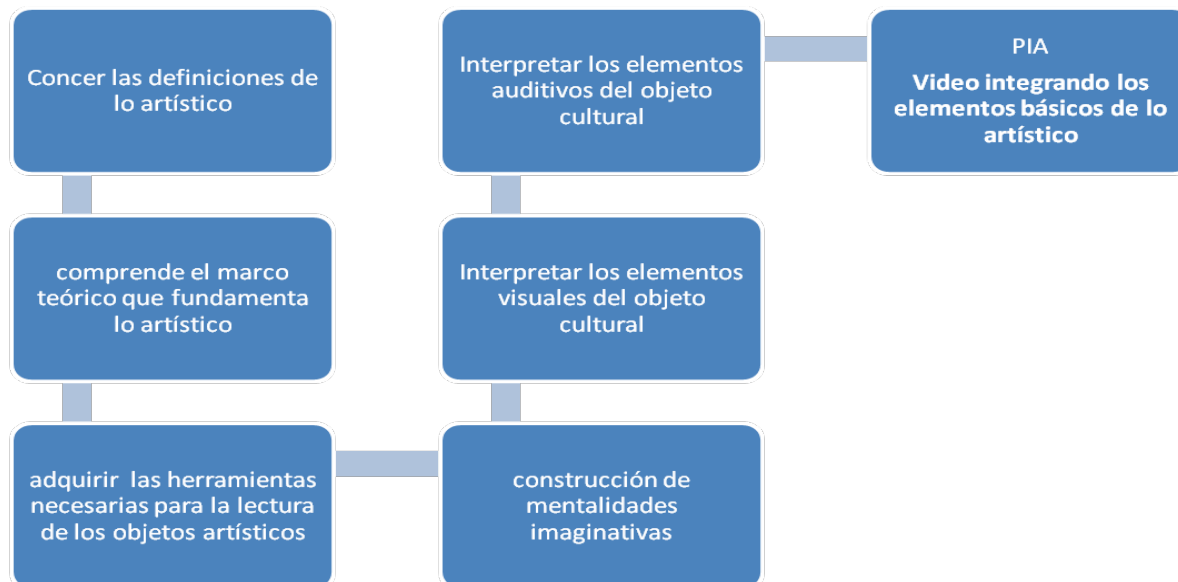 Concer las definiciones de
lo artístico
comprende el marco
teórico que fundamenta
lo artístico
adquirir las herramientas
necesarias para la lectura
de los objetos artísticos
construcción de
mentalidades
imaginativas
Interpretar los elementos
visuales del objeto
cultural
Interpretar los elementos
auditivos del objeto
cultural
PIA
Video integrando los
elementos básicos de lo
artístico